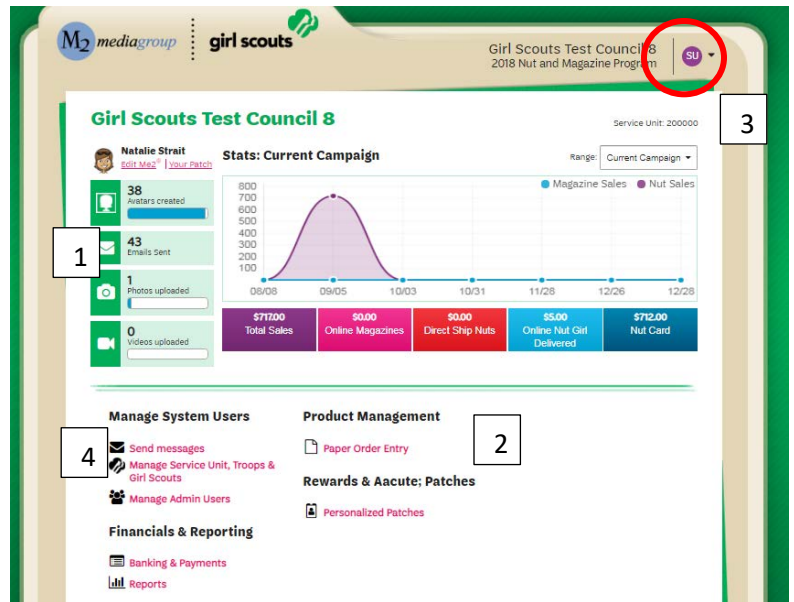 M2 mediagroup
girl scouts
Girl Scouts Test Council 8
2018 Nut and Magazine Program
SU
3
Girl Scouts Test Council 8
Service Unit: 200000
Natalie Strait
Edit Me2® | Your Patch
Stats: Current Campaign
Range: Current Campaign
38
Avatars created
43
Emails Sent
1
1
Photos uploaded
0
Videos uploaded
Magazine Sales Nut Sales
800
700
600
500
400
300
200
100
08/08 09/05 10/03 10/31 11/28 12/26 12/28
$717.00
Total Sales
$0.00
Online Magazines
$0.00
Direct Ship Nuts
$5.00
Online Nut Girl
Delivered
$712.00
Nut Card
Manage System Users
4
Send messages
Manage Service Unit, Troops &
Girl Scouts
Manage Admin Users
Financials & Reporting
Banking & Payments
Reports
Product Management
2
Paper Order Entry
Rewards & Aacute; Patches
Personalized Patches